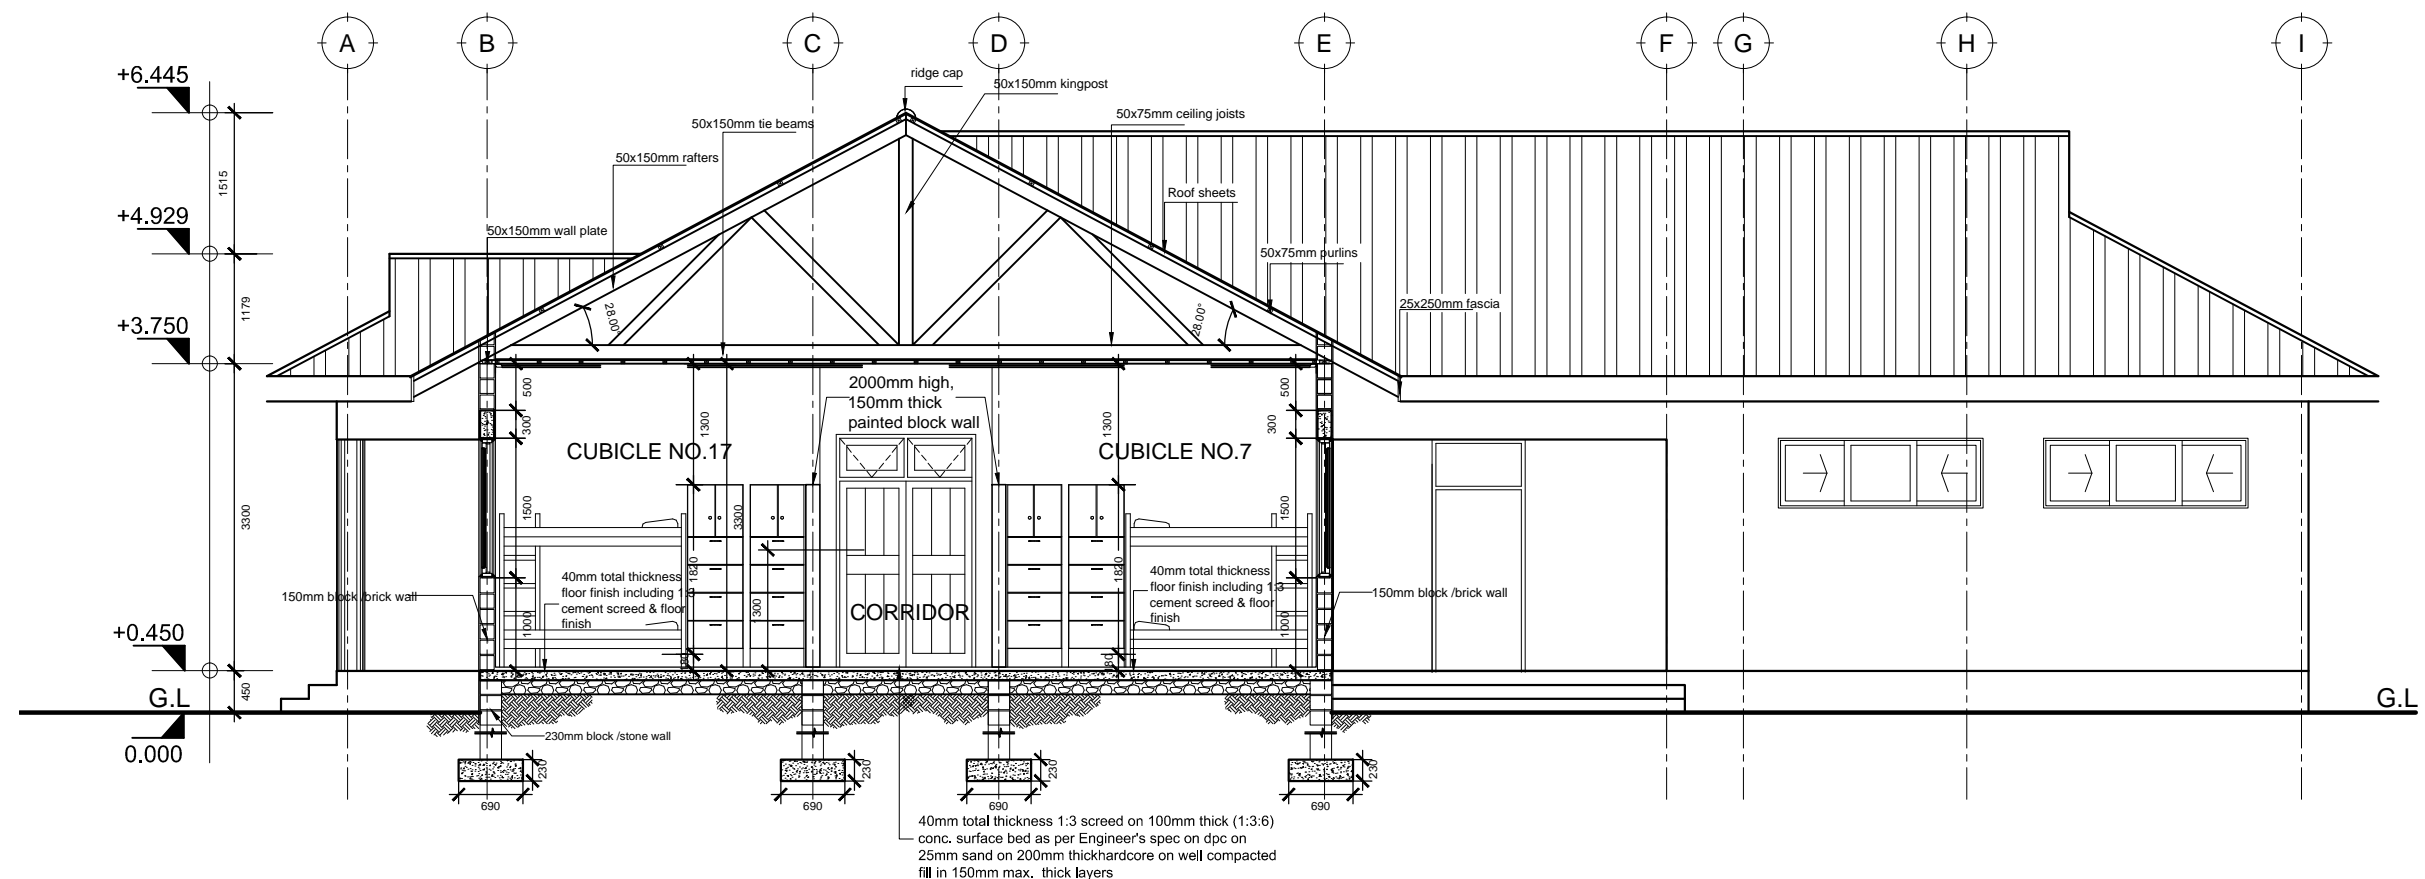 A
B
C
D
E
F
G
H
I
+6.445
ridge cap
50x150mm kingpost
50x75mm ceiling joists
50x150mm tie beams
50x150mm rafters
1515
Roof sheets
+4.929
50x150mm wall plate
50x75mm purlins
1179
28.00°
28.00°
25x250mm fascia
+3.750
500
1300
2000mm high,
150mm thick
painted block wall
1300
500
300
300
CUBICLE NO.17
CUBICLE NO.7
3300
1500
3300
1500
40mm total thickness
floor finish including 1:3
cement screed & floor
finish
1820
1300
1820
40mm total thickness
floor finish including 1:3
cement screed & floor
finish
150mm block /brick wall
150mm block /brick wall
CORRIDOR
1000
1000
+0.450
180
180
450
G.L
G.L
0.000
230mm block /stone wall
230
230
230
230
690
690
690
690
40mm total thickness 1:3 screed on 100mm thick (1:3:6)
conc. surface bed as per Engineer's spec on dpc on
25mm sand on 200mm thickhardcore on well compacted
fill in 150mm max. thick layers